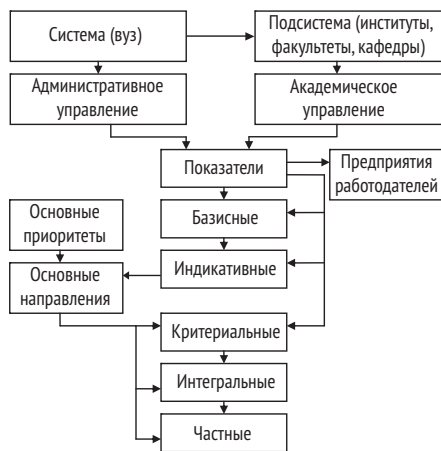 Система (вуз)
Подсистема (институты,
факультеты, кафедры)
Административное
управление
Академическое
управление
Показатели
Предприятия
работодателей
Базисные
Основные
приоритеты
Индикативные
Основные
направления
Критериальные
Интегральные
Частные